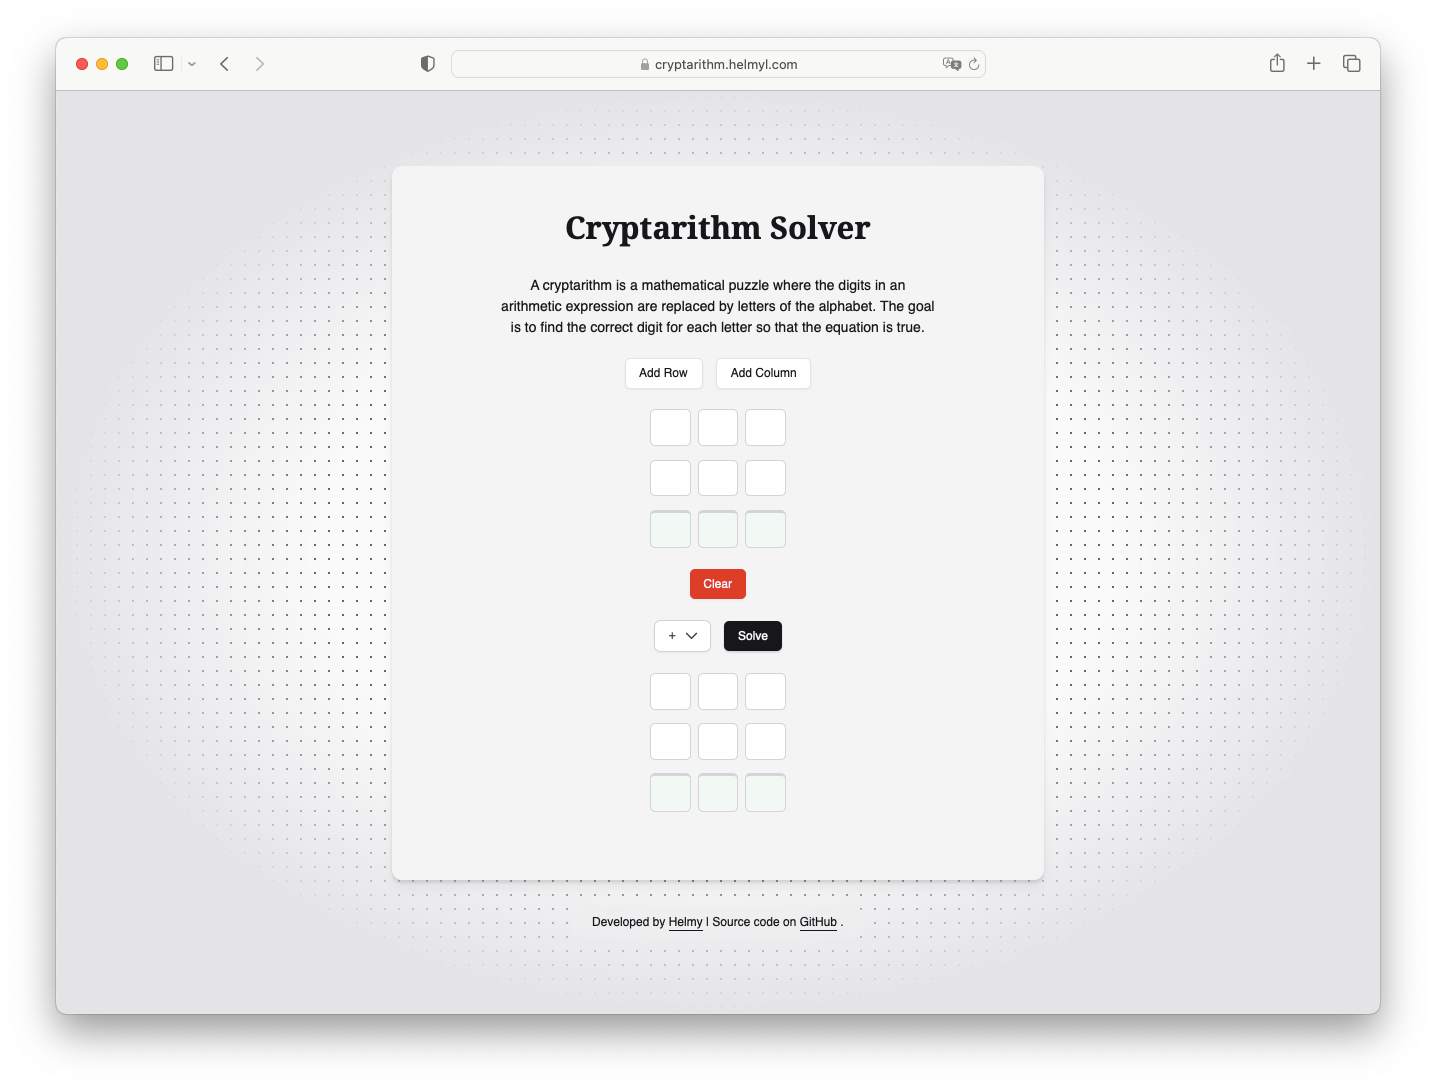 cryptarithm.helmyl.com
Cryptarithm Solver
A cryptarithm is a mathematical puzzle where the digits in an
arithmetic expression are replaced by letters of the alphabet. The goal
is to find the correct digit for each letter so that the equation is true.
Add Row Add Column
Clear
+ Solve
Developed by Helmy | Source code on GitHub .